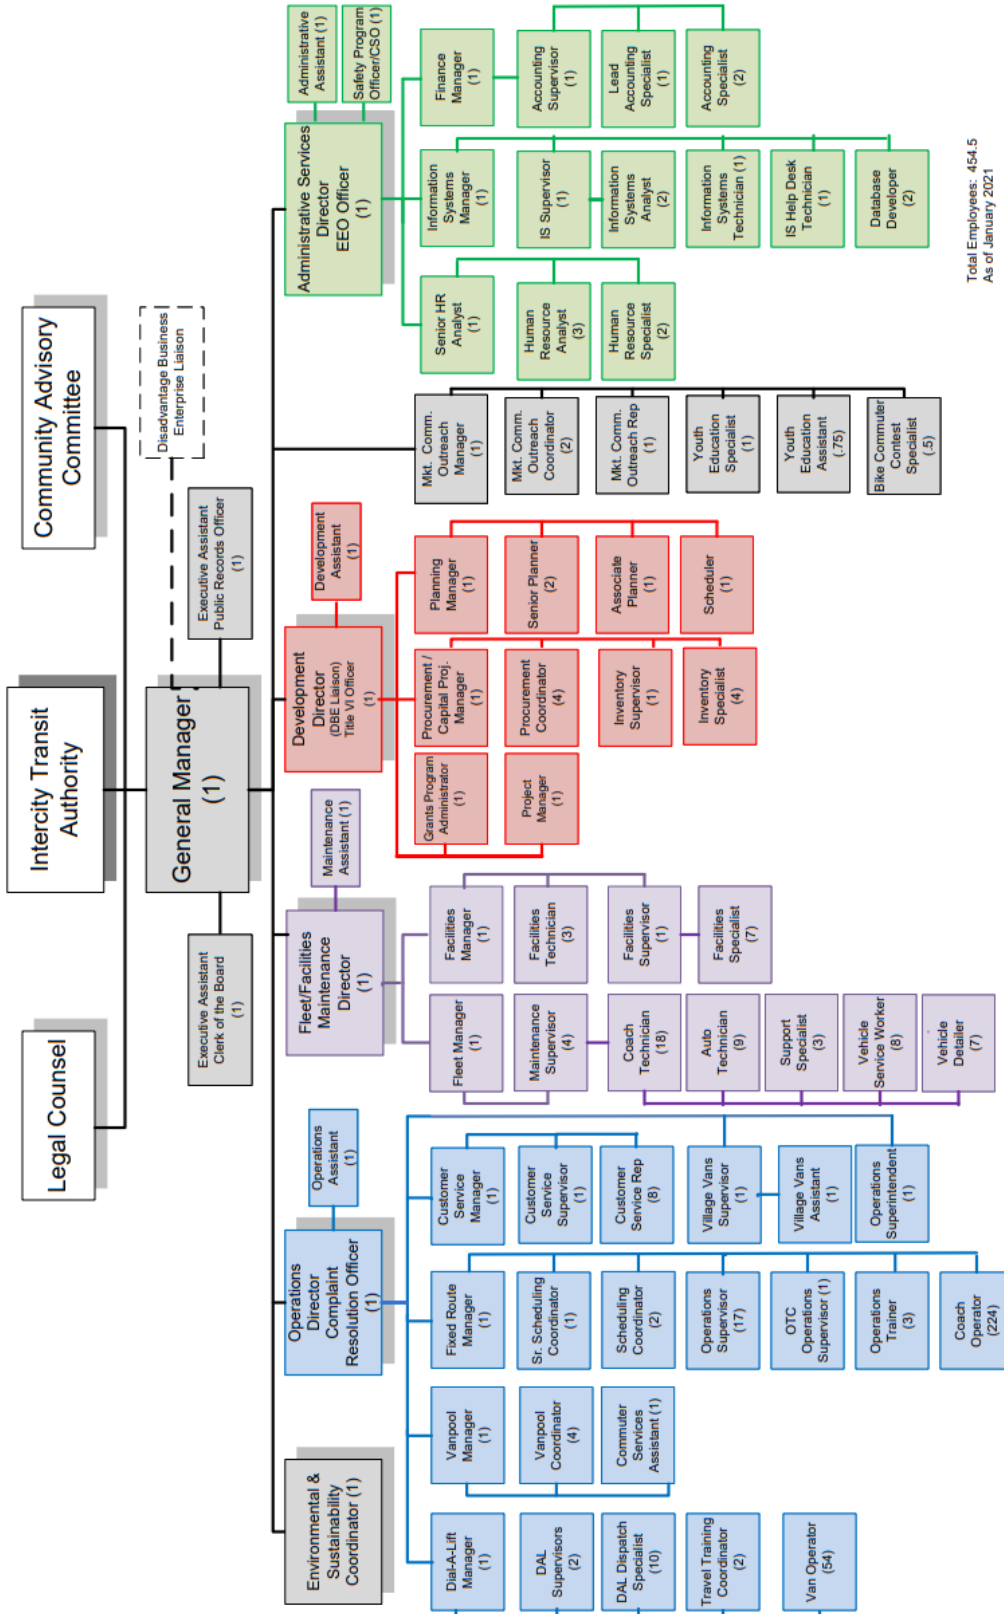 Legal Counsel
Intercity Transit
Authority
Community Advisory
Committee
General Manager
(1)
Disadvantage Business
Enterprise Liaison
Executive Assistant
Clerk of the Board
(1)
Executive Assistant
Public Records Officer
(1)
Environmental &
Sustainability
Coordinator (1)
Operations
Director
Complaint
Resolution Officer
(1)
Operations
Assistant
(1)
Fleet/Facilities
Maintenance
Director
(1)
Maintenance
Assistant (1)
Development
Director
(DBE Liaison)
Title VI Officer
(1)
Development
Assistant
(1)
Administrative Services
Director
EEO Officer
(1)
Administrative
Assistant (1)
Safety Program
Officer/CSO (1)
Dial-A-Lift
Manager
(1)
DAL
Supervisors
(2)
DAL Dispatch
Specialist
(10)
Travel Training
Coordinator
(2)
Van Operator
(54)
Vanpool
Manager
(1)
Vanpool
Coordinator
(4)
Commuter
Services
Assistant (1)
Fixed Route
Manager
(1)
Sr. Scheduling
Coordinator
(1)
Scheduling
Coordinator
(2)
Operations
Supervisor
(17)
OTC
Operations
Supervisor (1)
Operations
Trainer
(3)
Coach
Operator
(224)
Customer
Service
Manager
(1)
Customer
Service
Supervisor
(1)
Customer
Service Rep
(8)
Village Vans
Supervisor
(1)
Village Vans
Assistant
(1)
Operations
Superintendent
(1)
Fleet Manager
(1)
Maintenance
Supervisor
(4)
Coach
Technician
(18)
Auto
Technician
(9)
Support
Specialist
(3)
Vehicle
Service Worker
(8)
Vehicle
Detailer
(7)
Facilities
Manager
(1)
Facilities
Technician
(3)
Facilities
Supervisor
(1)
Facilities
Specialist
(7)
Grants Program
Administrator
(1)
Project
Manager
(1)
Procurement /
Capital Proj.
Manager
(1)
Procurement
Coordinator
(4)
Inventory
Supervisor
(1)
Inventory
Specialist
(4)
Planning
Manager
(1)
Senior Planner
(2)
Associate
Planner
(1)
Scheduler
(1)
Mkt. Comm.
Outreach
Manager
(1)
Mkt. Comm.
Outreach
Coordinator
(2)
Mkt. Comm.
Outreach Rep
(1)
Youth
Education
Specialist
(1)
Youth
Education
Assistant
(.75)
Bike Commuter
Contest
Specialist
(.5)
Senior HR
Analyst
(1)
Human
Resource
Analyst
(3)
Human
Resource
Specialist
(2)
Information
Systems
Manager
(1)
IS Supervisor
(1)
Information
Systems
Analyst
(2)
Information
Systems
Technician (1)
IS Help Desk
Technician
(1)
Database
Developer
(2)
Finance
Manager
(1)
Accounting
Supervisor
(1)
Lead
Accounting
Specialist
(1)
Accounting
Specialist
(2)
Total Employees: 454.5
As of January 2021